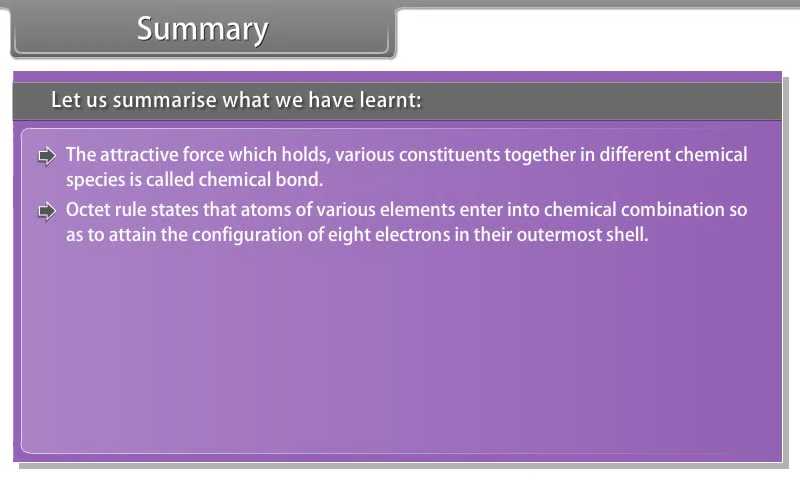 Summary
Let us summarise what we have learnt:
The attractive force which holds, various constituents together in different chemical
species is called chemical bond.
Octet rule states that atoms of various elements enter into chemical combination so
as to attain the configuration of eight electrons in their outermost shell.